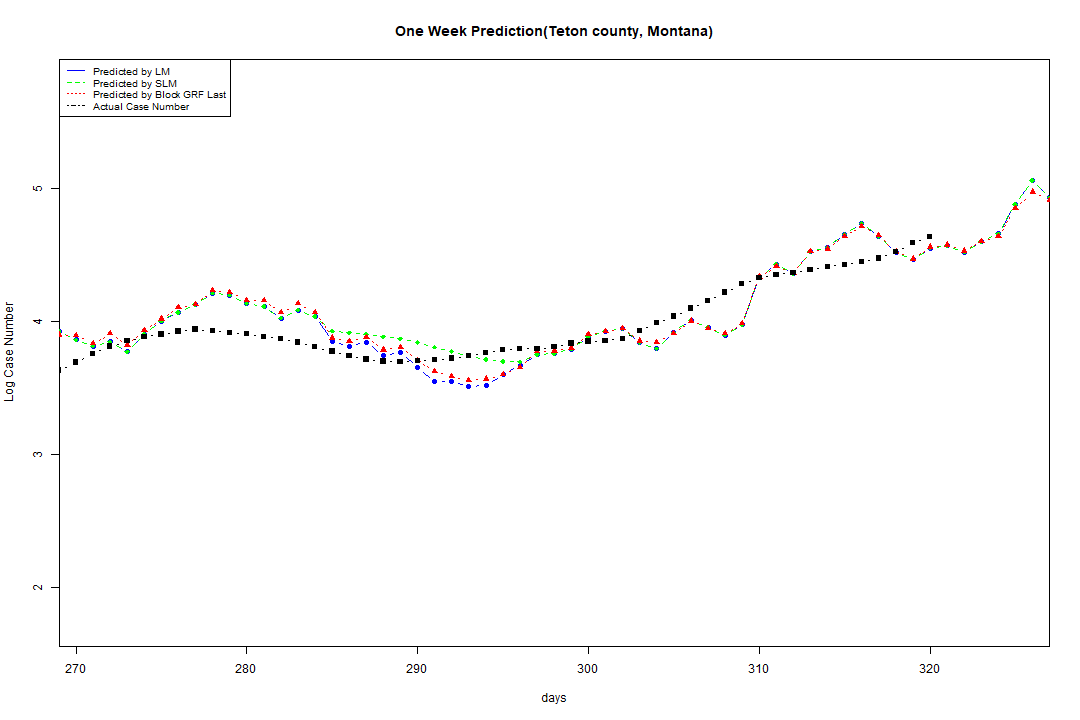 One Week Prediction(Teton county, Montana)
Predicted by LM
Predicted by SLM
Predicted by Block GRF Last
Actual Case Number
5
4
3
2
Log Case Number
270 280 290 300 310 320
days